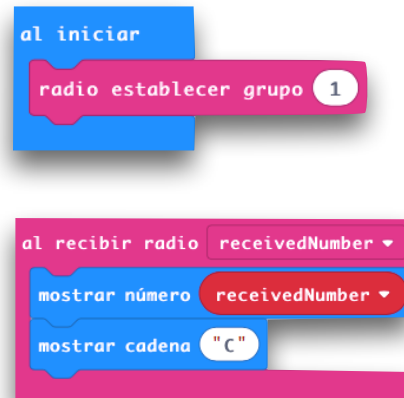 al iniciar
radio establecer grupo 1
al recibir radio receivedNumber
mostrar número receivedNumber
mostrar cadena "C"